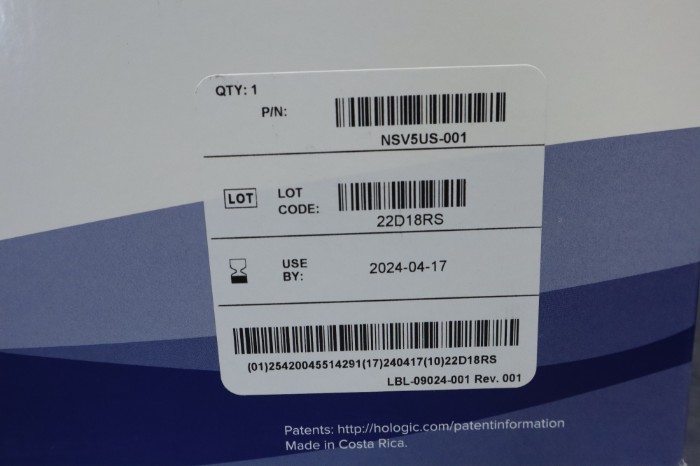 QTY: 1
P/N:
NSV5US-001
LOT
LOT
CODE:
22D18RS
USE
BY:
2024-04-17
(01)25420045514291(17)240417(10)22D18RS
LBL-09024-001 Rev. 001
Patents: http://hologic.com/patentinformation
Made in Costa Rica.